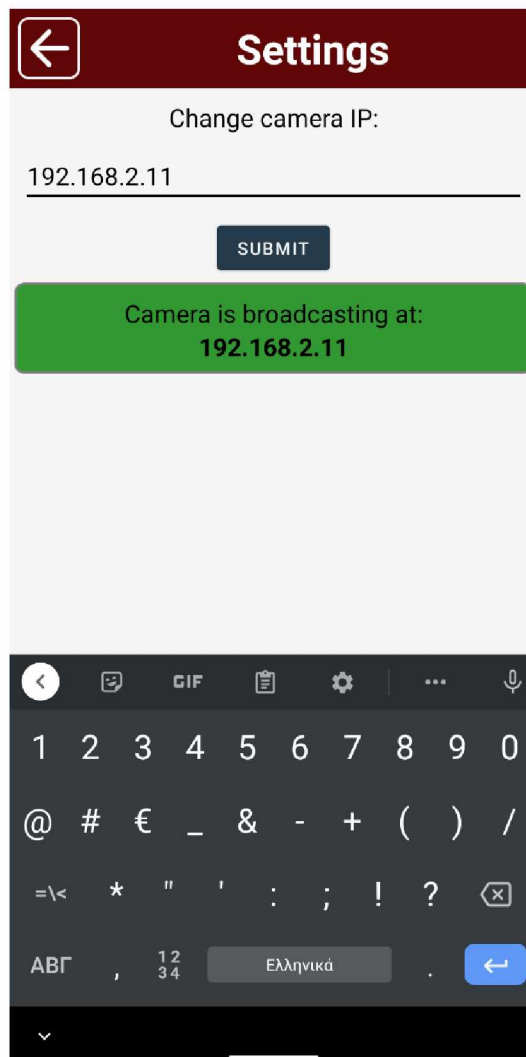 Settings
Change camera IP:
192.168.2.11
SUBMIT
Camera is broadcasting at:
192.168.2.11
GIF
1 2 3 4 5 6 7 8 9 0
@ # € _ & - + ( ) /
=\< * " ' : ; ! ?
ΑΒΓ , 12 34 Ελληνικά .